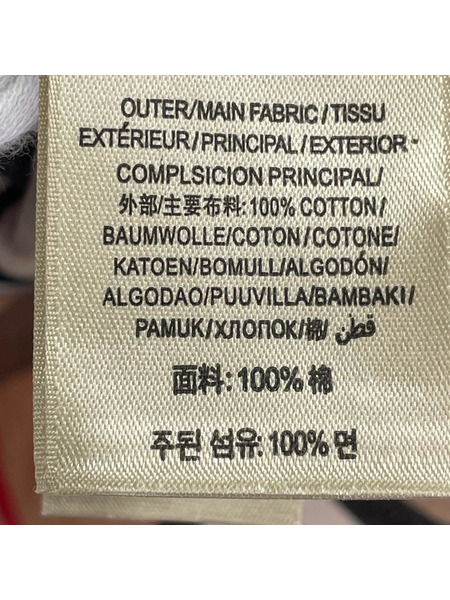 OUTER/MAIN FABRIC/TISSU
EXTÉRIEUR/PRINCIPAL/EXTERIOR-
COMPLSICION PRINCIPAL/
外部/主要布料:100% COTTON/
BAUMWOLLE/COTON/COTONE/
KATOEN/BOMULL/ALGODÓN/
ALGODAO/PUUVILLA/BAMBAKI/
PAMUK/ХЛОПОК/棉/ قطن
面料:100%棉
주된 섬유:100%면